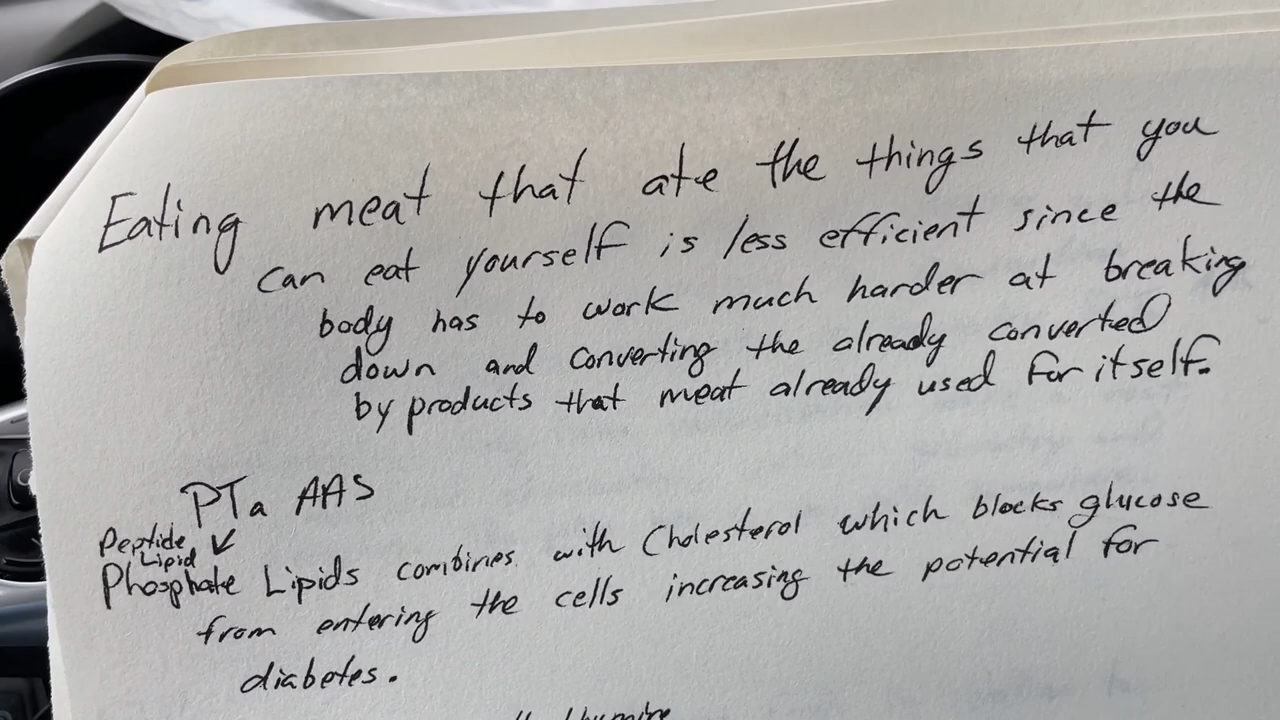 Eating meat that ate the things that you
can eat yourself is less efficient since the
body has to work much harder at breaking
down and converting the already converted
by products that meat already used for itself.
PTa AAS
Peptide
Lipid ↙
Phosphate Lipids combines with Cholesterol which blocks glucose
from entering the cells increasing the potential for
diabetes.